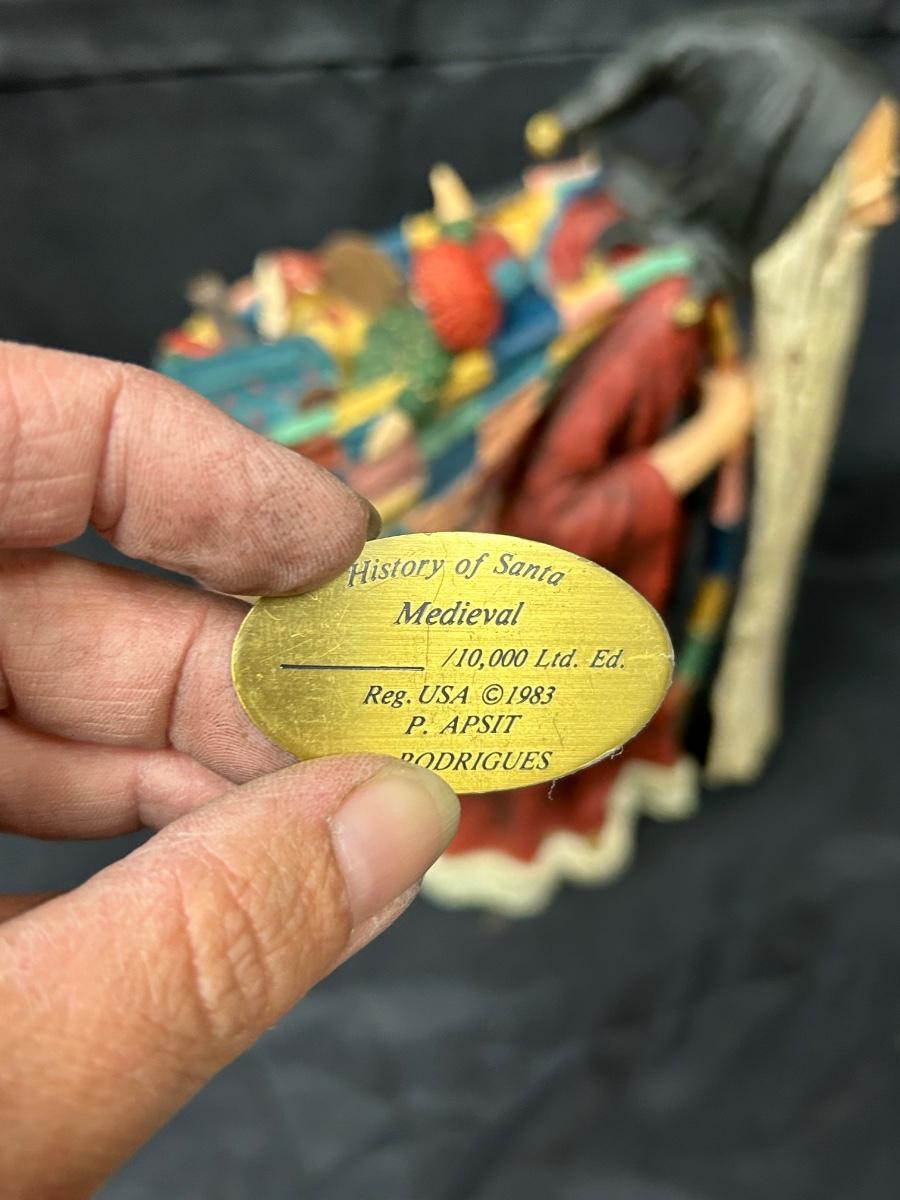 History of Santa
Medieval
/10,000 Ltd. Ed.
Reg. USA ©1983
P. APSIT
RODRIGUES